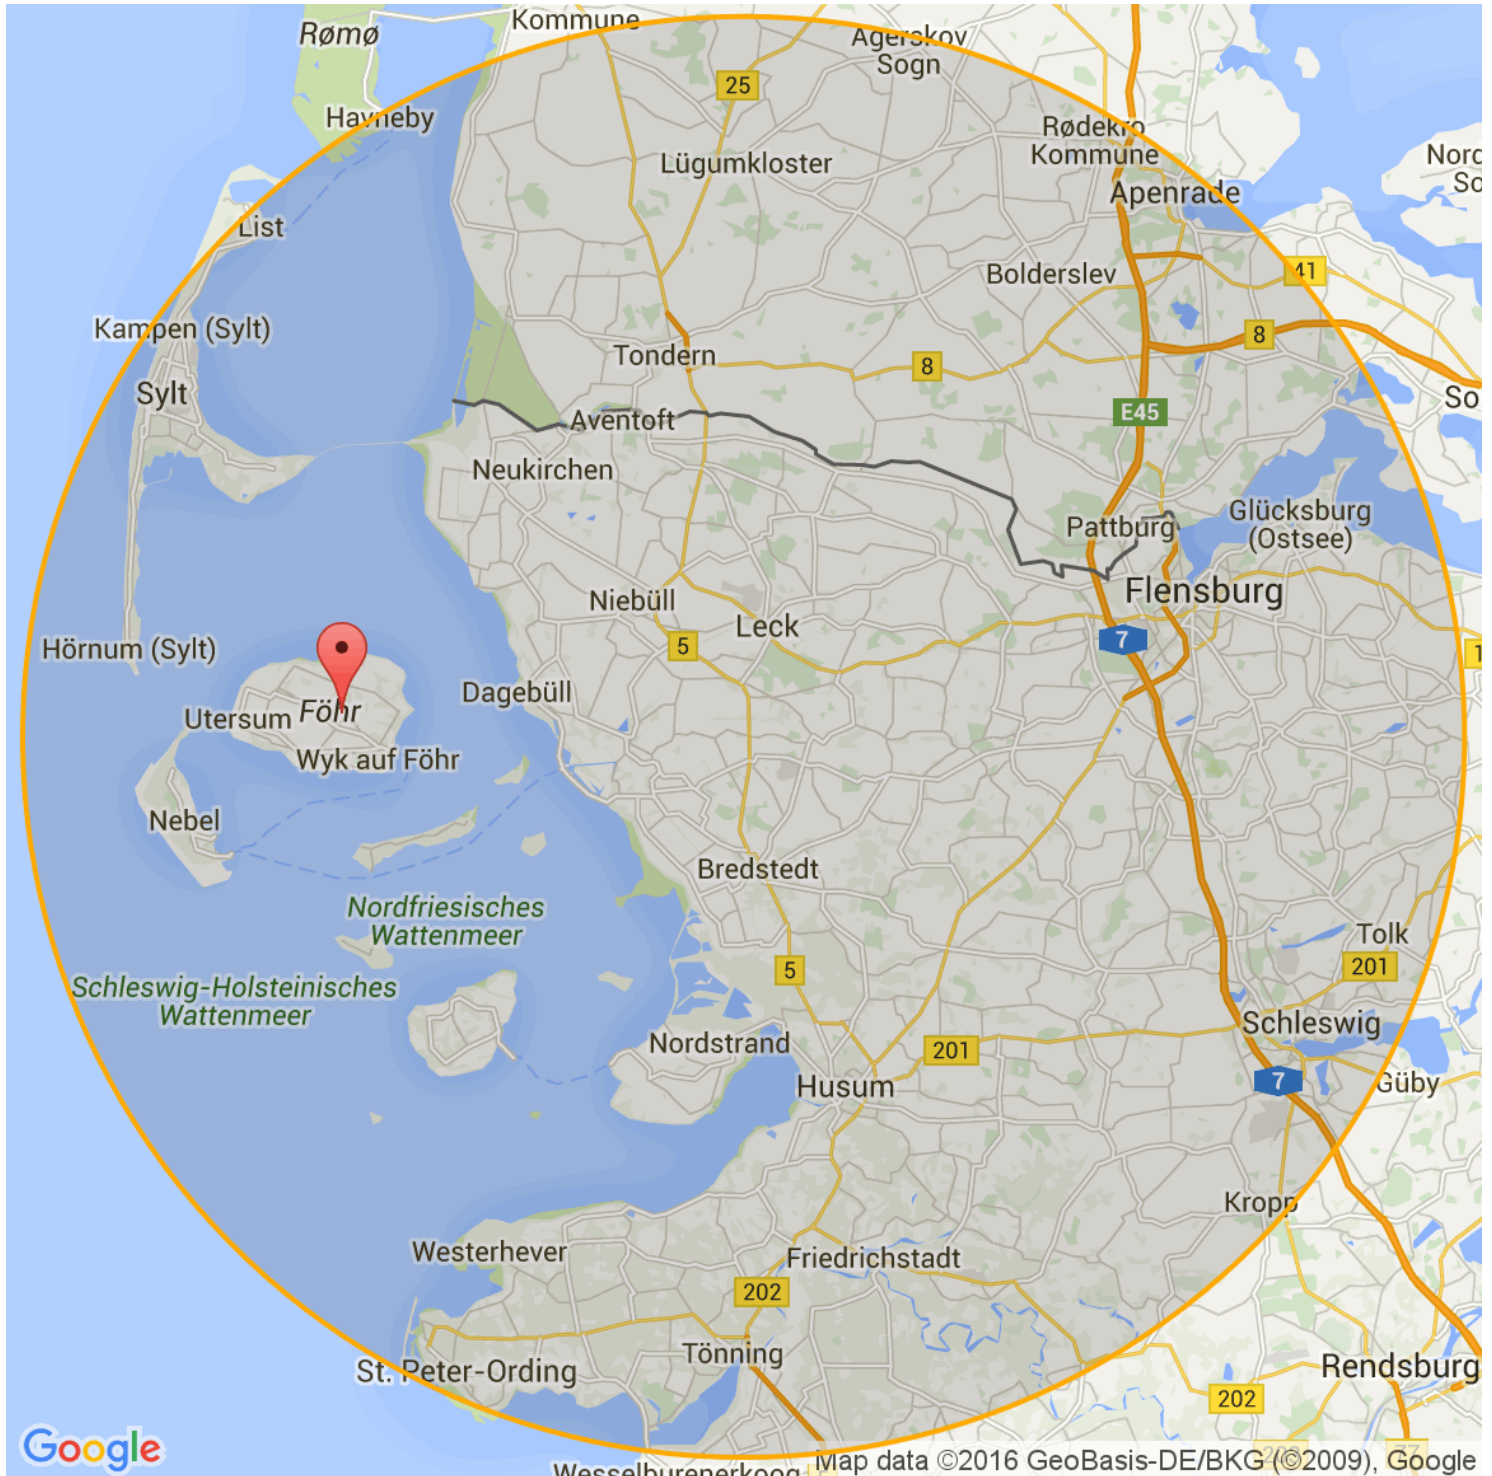 Kommune
Rømø
Agerskov
Sogn
25
Havneby
Rødekro
Kommune
Lügumkloster
Apenrade
List
Bolderslev
41
Kampen (Sylt)
8
Tondern
8
Sylt
E45
Aventoft
Neukirchen
Glücksburg
(Ostsee)
Pattburg
Flensburg
Niebüll
Leck
7
5
Hörnum (Sylt)
Dagebüll
Utersum
Föhr
Wyk auf Föhr
Nebel
Bredstedt
Nordfriesisches
Wattenmeer
Tolk
201
5
Schleswig-Holsteinisches
Wattenmeer
Schleswig
Nordstrand
201
Husum
7
Güby
Kropp
Westerhever
Friedrichstadt
202
Tönning
St. Peter-Ording
Rendsburg
202
Google
Map data ©2016 GeoBasis-DE/BKG (©2009), Google